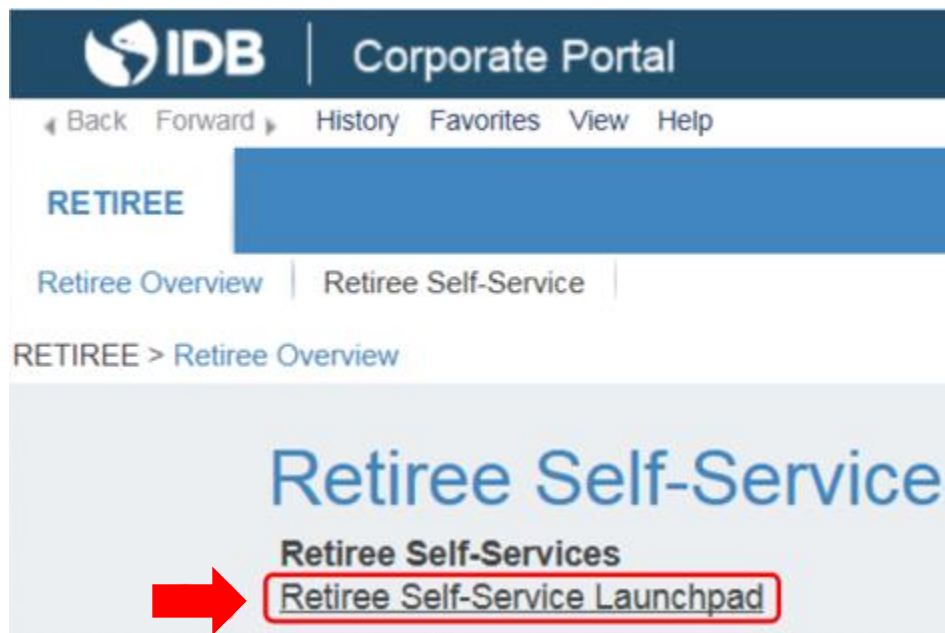 IDB Corporate Portal
Back Forward History Favorites View Help
RETIREE
Retiree Overview Retiree Self-Service
RETIREE > Retiree Overview
Retiree Self-Service
Retiree Self-Services
Retiree Self-Service Launchpad